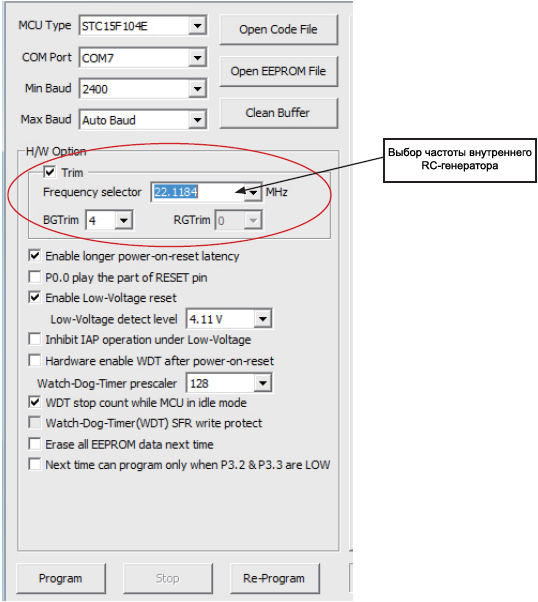 MCU Type STC15F104E Open Code File
COM Port COM7
Open EEPROM File
Min Baud 2400
Clean Buffer
Max Baud Auto Baud
H/W Option
Выбор частоты внутреннего
RC-генератора
Trim
Frequency selector 22.1184 MHz
BGTrim 4 RGTrim 0
Enable longer power-on-reset latency
P0.0 play the part of RESET pin
Enable Low-Voltage reset
Low-Voltage detect level 4.11 V
Inhibit IAP operation under Low-Voltage
Hardware enable WDT after power-on-reset
Watch-Dog-Timer prescaler 128
WDT stop count while MCU in idle mode
Watch-Dog-Timer(WDT) SFR write protect
Erase all EEPROM data next time
Next time can program only when P3.2 & P3.3 are LOW
Program Stop Re-Program